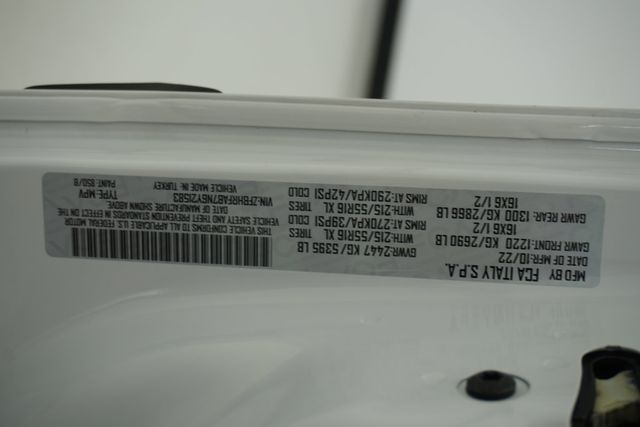 MFD BY FCA ITALY S.P.A. GVWR:2447 KG/5395 LB
DATE OF MFR:10/22
GAWR FRONT:1220 KG/2690 LB WITH:215/55R16 XL TIRES
16X6 1/2 RIMS AT:270KPA/39PSI COLD
GAWR REAR:1300 KG/2866 LB WITH:215/55R16 XL TIRES
16X6 1/2 RIMS AT:290KPA/42PSI COLD
THIS VEHICLE CONFORMS TO ALL APPLICABLE U.S. FEDERAL MOTOR
VEHICLE SAFETY AND THEFT PREVENTION STANDARDS IN EFFECT ON THE
DATE OF MANUFACTURE SHOWN ABOVE
TYPE:MPV
VEHICLE MADE IN: TURKEY PAINT: 850/B